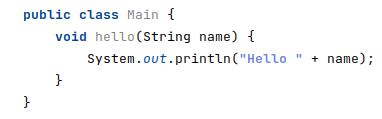 public class Main {
    void hello(String name) {
        System.out.println("Hello " + name);
    }
}